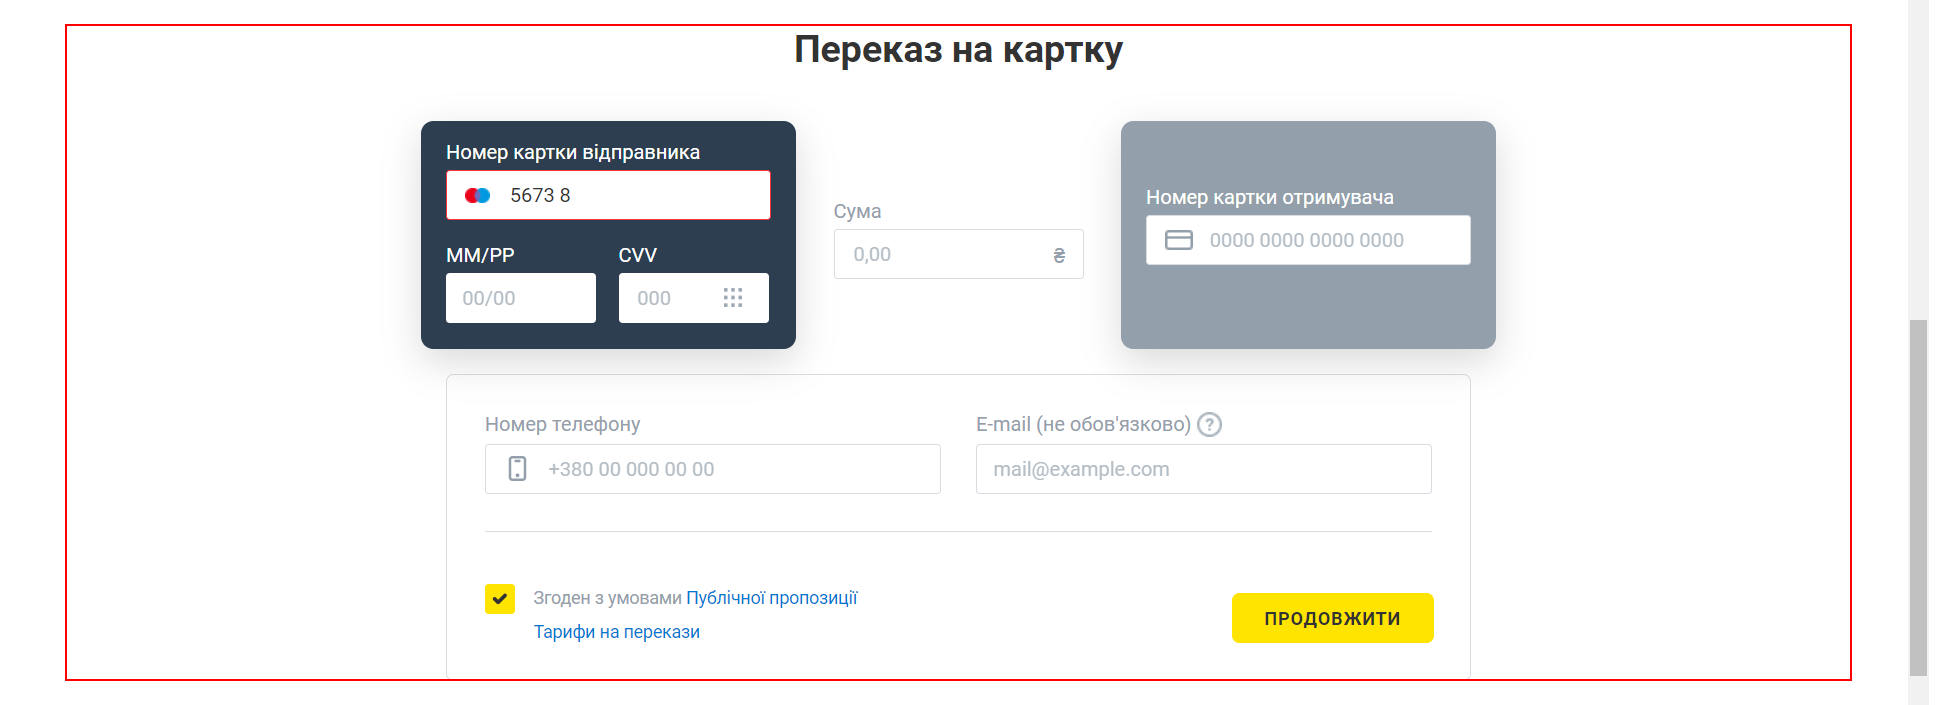 Переказ на картку
Номер картки відправника
5673 8
ММ/РР
CVV
00/00
000
Сума
0,00 ₴
Номер картки отримувача
0000 0000 0000 0000
Номер телефону
+380 00 000 00 00
E-mail (не обов'язково) ?
mail@example.com
Згоден з умовами Публічної пропозиції
Тарифи на перекази
ПРОДОВЖИТИ